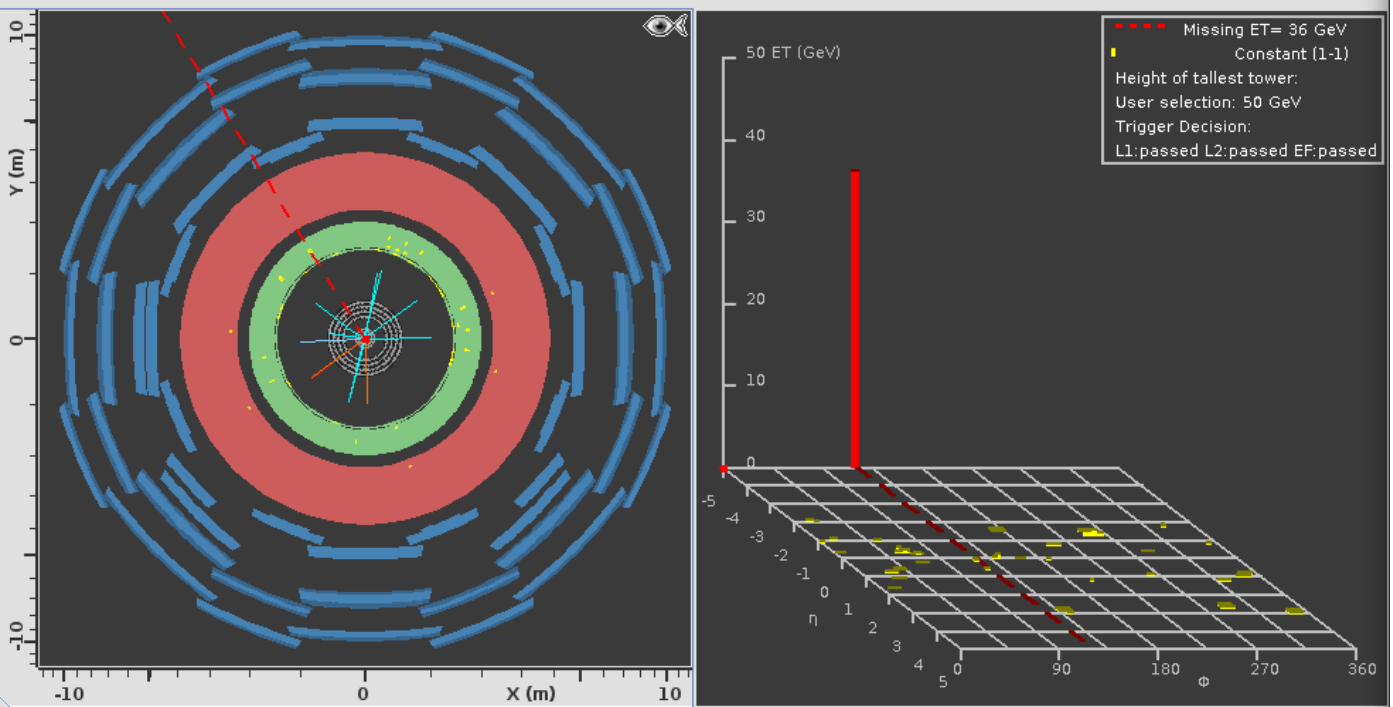 10
Y (m)
0
-10
-10
0
X (m)
10
50 ET (GeV)
40
30
20
10
0
-5
-4
-3
-2
-1
0
1
2
3
4
5
η
0
90
180
270
360
Φ
Missing ET= 36 GeV
Constant (1-1)
Height of tallest tower:
User selection: 50 GeV
Trigger Decision:
L1:passed L2:passed EF:passed